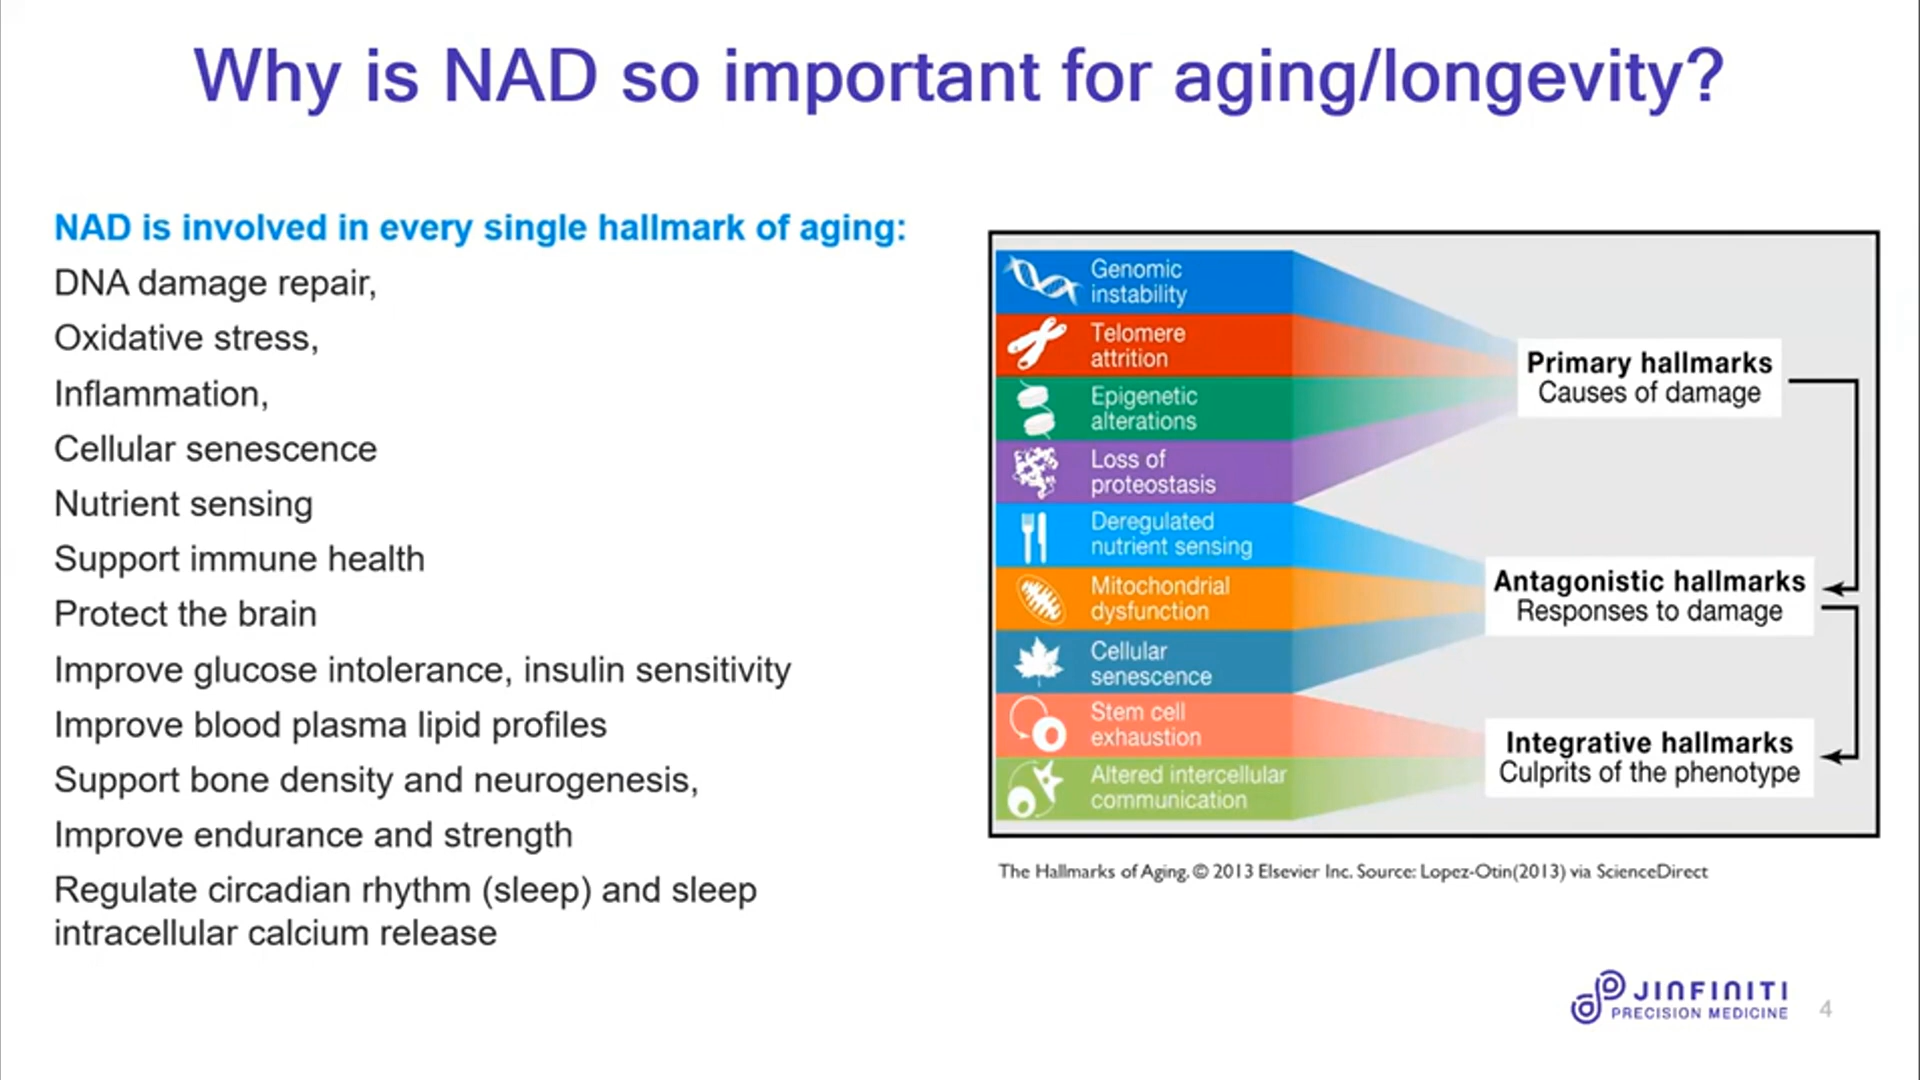 Why is NAD so important for aging/longevity?
NAD is involved in every single hallmark of aging:
DNA damage repair,
Oxidative stress,
Inflammation,
Cellular senescence
Nutrient sensing
Support immune health
Protect the brain
Improve glucose intolerance, insulin sensitivity
Improve blood plasma lipid profiles
Support bone density and neurogenesis,
Improve endurance and strength
Regulate circadian rhythm (sleep) and sleep
intracellular calcium release
Genomic
instability
Telomere
attrition
Epigenetic
alterations
Loss of
proteostasis
Deregulated
nutrient sensing
Mitochondrial
dysfunction
Cellular
senescence
Stem cell
exhaustion
Altered intercellular
communication
Primary hallmarks
Causes of damage
Antagonistic hallmarks
Responses to damage
Integrative hallmarks
Culprits of the phenotype
The Hallmarks of Aging. © 2013 Elsevier Inc. Source: Lopez-Otin(2013) via ScienceDirect
JINFINITI
PRECISION MEDICINE
4